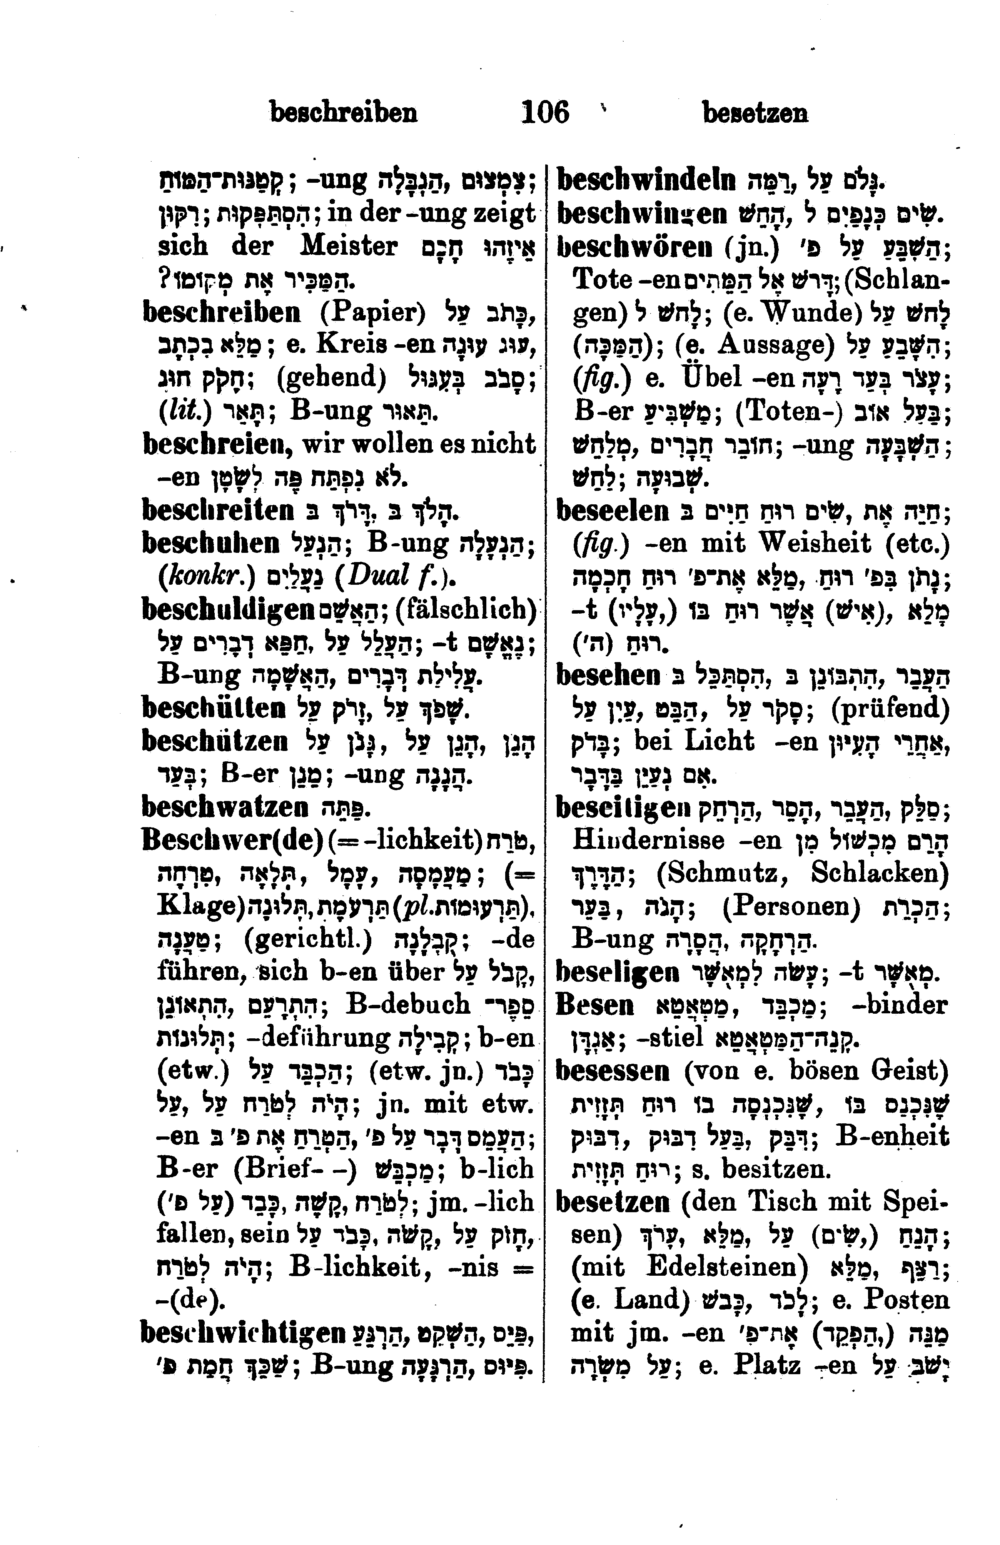 beschreiben 106 besetzen
קַטְנוּת־הַמּוֹחַ; -ung הַגְבָּלָה, צִמְצוּם;
הִסְתַּפְּקוּת; רִקּוּן; in der -ung zeigt
sich der Meister אֵיזֶהוּ חָכָם
הַמַּכִּיר אֶת מְקוֹמוֹ?.
beschreiben (Papier) כָּתֹב עַל,
מַלֵּא בִכְתָב; e. Kreis -en עוּג עוּגָה,
חָקֹק חוּג; (gehend) סָבֹב בְּעִגּוּל;
(lit.) תָּאֵר; B-ung תֵּאוּר.
beschreien, wir wollen es nicht
-en לֹא נִפְתַּח פֶּה לְשָׂטָן.
beschreiten הָלֹךְ בּ, דָּרֹךְ בּ.
beschuhen הַנְעֵל; B-ung הַנְעָלָה;
(konkr.) נַעֲלַיִם (Dual f.).
beschuldigen הַאֲשֵׁם; (fälschlich)
הַעֲלֵל עַל, חַפֵּא דְבָרִים עַל; -t נֶאֱשָׁם;
B-ung עֲלִילַת דְּבָרִים, הַאֲשָׁמָה.
beschütten שָׁפֹךְ עַל, זָרֹק עַל.
beschützen הָגֵן, הָגֵן עַל, גָּנֹן עַל
בְּעַד; B-er מֵגֵן; -ung הֲגָנָה.
beschwatzen פַּתֵּה.
Beschwer(de) (= -lichkeit) טֹרַח,
מַעֲמָסָה, עָמָל, תְּלָאָה, טִרְחָה; (=
Klage) תַּרְעֹמֶת, תְּלוּנָה (pl. תַּרְעוּמוֹת),
טַעֲנָה; (gerichtl.) קֻבְלָנָה; -de
führen, sich b-en über קָבֹל עַל,
הִתְרָעֵם, הִתְאוֹנֵן; B-debuch סֵפֶר־
תְּלוּנוֹת; -deführung קְבִילָה; b-en
(etw.) הַכְבֵּד עַל; (etw. jn.) כָּבֹד
עַל, הָיֹה לְטֹרַח עַל; jn. mit etw.
-en הַעֲמֵס דָּבָר עַל פ', הַטְרֵחַ אֶת פ' בּ;
B-er (Brief- -) מַכְבֵּשׁ; b-lich
(עַל פ') כָּבֵד, קָשֶׁה, לְטֹרַח; jm. -lich
fallen, sein כָּבֹד עַל, קָשֹׁה, חָזֹק עַל,
הָיֹה לְטֹרַח; B-lichkeit, -nis =
-(de).
beschwichtigen פַּיֵּס, הַשְׁקֵט, הַרְגֵּעַ,
שַׁכֵּךְ חֲמַת פ'; B-ung פִּיּוּס, הַרְגָּעָה.
beschwindeln גָּלֹם עַל, רַמֵּה.
beschwingen שִׂים כְּנָפַיִם ל, הָחֵשׁ.
beschwören (jn.) הַשְׁבֵּעַ עַל פ';
Tote -en דָּרֹשׁ אֶל הַמֵּתִים; (Schlan-
gen) לָחֹשׁ ל; (e. Wunde) לָחֹשׁ עַל
(הַמַּכָּה); (e. Aussage) הִשָּׁבֵעַ עַל;
(fig.) e. Übel -en עָצֹר בְּעַד רָעָה;
B-er מַשְׁבִּיעַ; (Toten-) בַּעַל אוֹב;
חוֹבֵר חֲבָרִים, מְלַחֵשׁ; -ung הַשְׁבָּעָה;
שְׁבוּעָה; לַחַשׁ.
beseelen חַיֵּה אֶת, שִׂים רוּחַ חַיִּים בּ;
(fig.) -en mit Weisheit (etc.)
נָתֹן בְּפ' רוּחַ, מַלֵּא אֶת־פ' רוּחַ חָכְמָה;
-t מָלֵא (אִישׁ), אֲשֶׁר רוּחַ בּוֹ (עָלָיו,)
רוּחַ (ה').
besehen הַעֲבֵר, הִתְבּוֹנֵן בּ, הִסְתַּכֵּל בּ
סָקֹר עַל, הַבֵּט, עַיֵּן עַל; (prüfend)
בָּדֹק; bei Licht -en אַחֲרֵי הָעִיּוּן,
אִם נְעַיֵּן בַּדָּבָר.
beseitigen סַלֵּק, הַעֲבֵר, הָסֵר, הַרְחֵק;
Hindernisse -en הָרֵם מִכְשׁוֹל מִן
הַדֶּרֶךְ; (Schmutz, Schlacken)
הָגֹה, בַּעֵר; (Personen) הַכְרֵת;
B-ung הַרְחָקָה, הֲסָרָה.
beseligen עָשֹׂה לִמְאֻשָּׁר; -t מְאֻשָּׁר.
Besen מַכְבֵּד, מַטְאֲטֵא; -binder
אַגְדָן; -stiel קְנֵה־הַמַּטְאֲטֵא.
besessen (von e. bösen Geist)
שֶׁנִּכְנַס בּוֹ, שֶׁנִּכְנְסָה בוֹ רוּחַ תְּזָזִית
דִּבֵּק, בַּעַל דִּבּוּק, דִּבּוּק; B-enheit
רוּחַ תְּזָזִית; s. besitzen.
besetzen (den Tisch mit Spei-
sen) הָנַח (שִׂים,) עַל, מַלֵּא, עָרֹךְ;
(mit Edelsteinen) רַצֵּף, מַלֵּא;
(e. Land) לָכֹד, כָּבֹשׁ; e. Posten
mit jm. -en מַנֵּה (הַפְקֵד,) אֶת־פ'
עַל מִשְׂרָה; e. Platz -en יָשֹׁב עַל